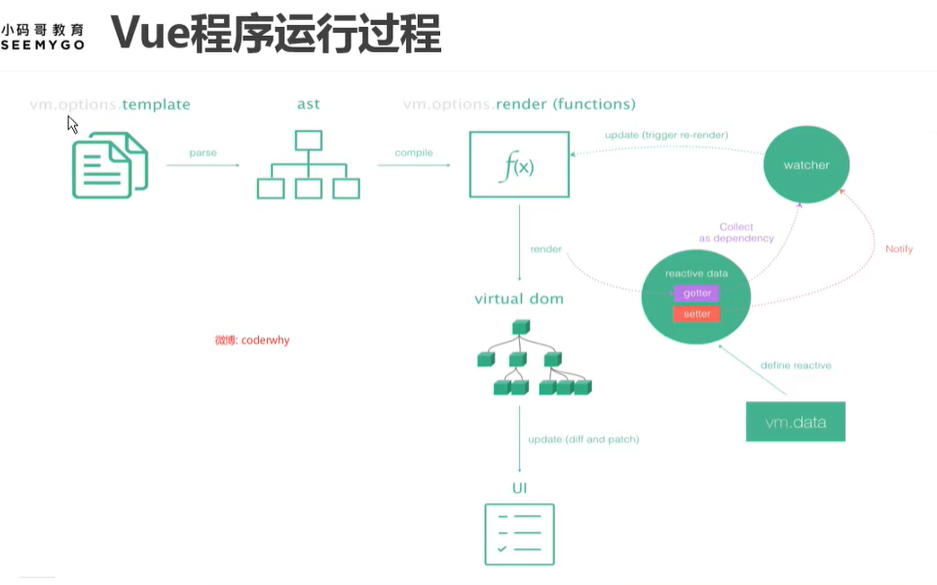 小码哥教育
SEEMYGO
Vue程序运行过程
vm.options.template
ast
vm.options.render (functions)
parse
compile
f(x)
update (trigger re-render)
watcher
Collect
as dependency
Notify
render
reactive data
getter
setter
virtual dom
微博: coderwhy
define reactive
vm.data
update (diff and patch)
UI